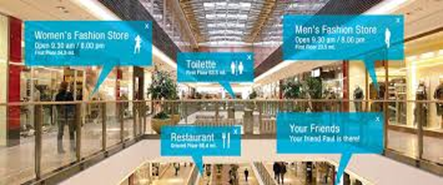 Women's Fashion Store
Open 9.30 am / 8.00 pm
Men's Fashion Store
Open 9.30 am / 8.00 pm
Toilette
Restaurant
Your Friends
Your friend Paul is there!